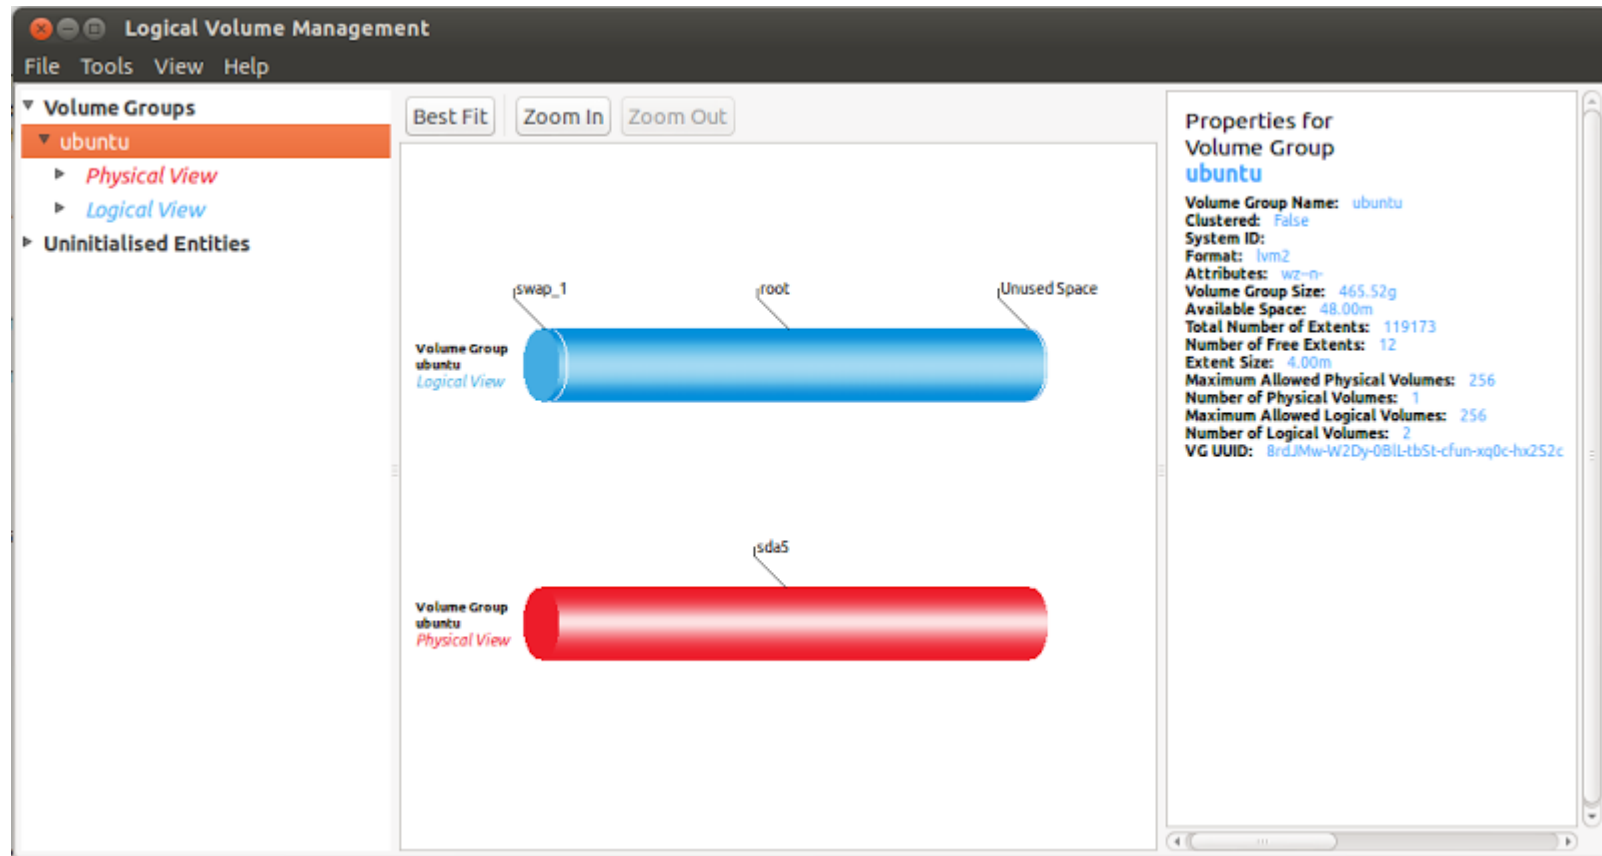 Logical Volume Management
File Tools View Help
Volume Groups
ubuntu
Physical View
Logical View
Uninitialised Entities
Best Fit Zoom In Zoom Out
swap_1 root Unused Space
Volume Group
ubuntu
Logical View
sda5
Volume Group
ubuntu
Physical View
Properties for
Volume Group
ubuntu
Volume Group Name: ubuntu
Clustered: False
System ID:
Format: lvm2
Attributes: wz--n-
Volume Group Size: 465.52g
Available Space: 48.00m
Total Number of Extents: 119173
Number of Free Extents: 12
Extent Size: 4.00m
Maximum Allowed Physical Volumes: 256
Number of Physical Volumes: 1
Maximum Allowed Logical Volumes: 256
Number of Logical Volumes: 2
VG UUID: